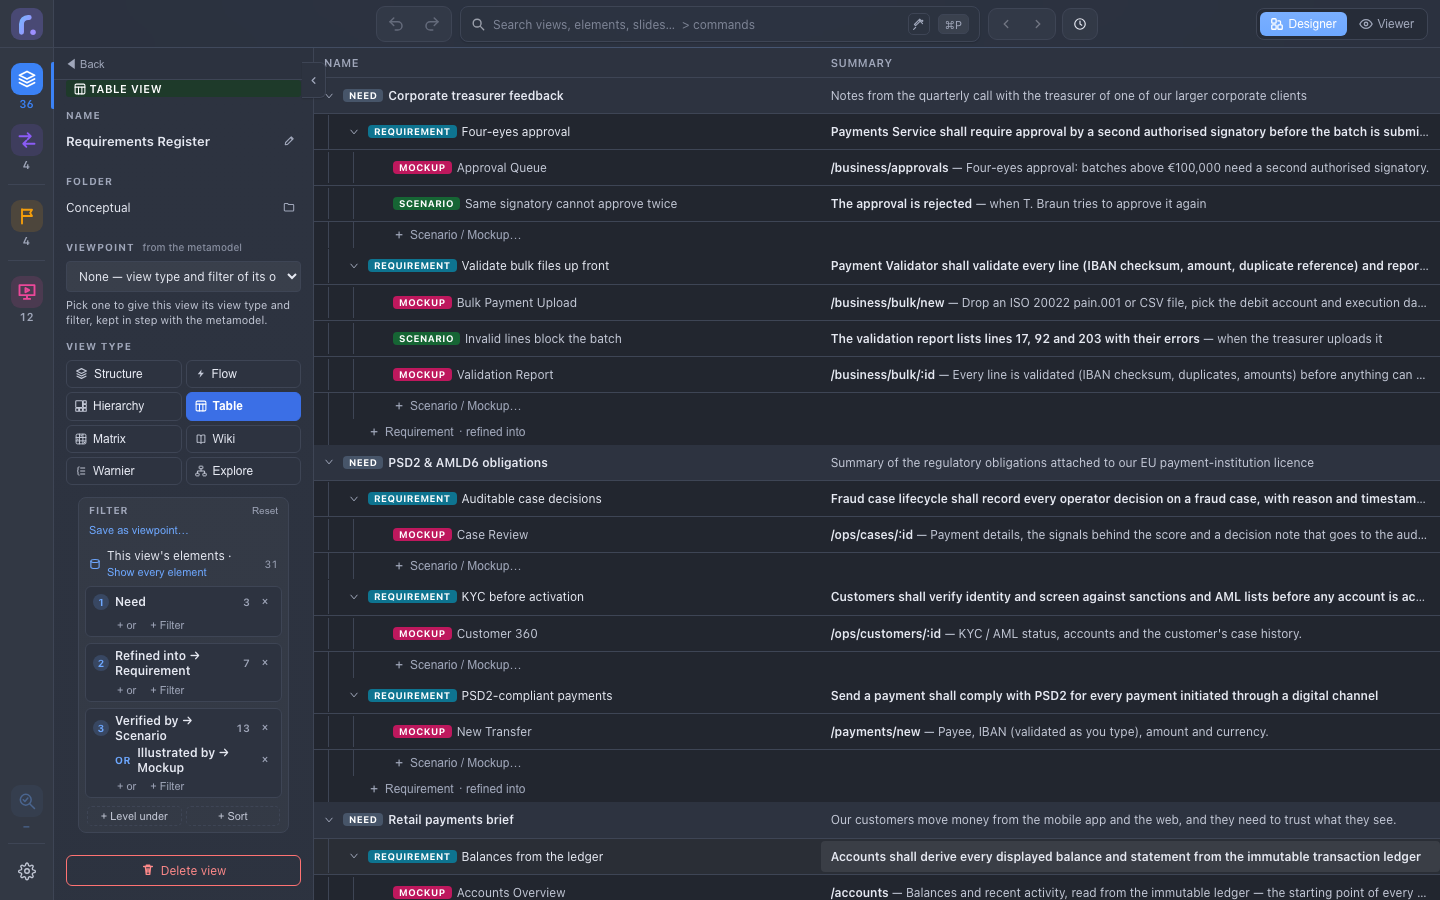 Search views, elements, slides... > commands
⌘P
Designer
Viewer
36
4
4
12
–
Back
TABLE VIEW
NAME
Requirements Register
FOLDER
Conceptual
VIEWPOINT from the metamodel
None — view type and filter of its o
Pick one to give this view its view type and
filter, kept in step with the metamodel.
VIEW TYPE
Structure
Flow
Hierarchy
Table
Matrix
Wiki
Warnier
Explore
FILTER
Reset
Save as viewpoint...
This view's elements ·
Show every element
31
1 Need 3 ×
+ or + Filter
2 Refined into →
Requirement
7 ×
+ or + Filter
3 Verified by →
Scenario
13 ×
OR Illustrated by →
Mockup
×
+ or + Filter
+ Level under
+ Sort
Delete view
NAME SUMMARY
NEED Corporate treasurer feedback Notes from the quarterly call with the treasurer of one of our larger corporate clients
REQUIREMENT Four-eyes approval Payments Service shall require approval by a second authorised signatory before the batch is submi...
MOCKUP Approval Queue /business/approvals — Four-eyes approval: batches above €100,000 need a second authorised signatory.
SCENARIO Same signatory cannot approve twice The approval is rejected — when T. Braun tries to approve it again
+ Scenario / Mockup...
REQUIREMENT Validate bulk files up front Payment Validator shall validate every line (IBAN checksum, amount, duplicate reference) and repor...
MOCKUP Bulk Payment Upload /business/bulk/new — Drop an ISO 20022 pain.001 or CSV file, pick the debit account and execution da...
SCENARIO Invalid lines block the batch The validation report lists lines 17, 92 and 203 with their errors — when the treasurer uploads it
MOCKUP Validation Report /business/bulk/:id — Every line is validated (IBAN checksum, duplicates, amounts) before anything can ...
+ Scenario / Mockup...
+ Requirement · refined into
NEED PSD2 & AMLD6 obligations Summary of the regulatory obligations attached to our EU payment-institution licence
REQUIREMENT Auditable case decisions Fraud case lifecycle shall record every operator decision on a fraud case, with reason and timestam...
MOCKUP Case Review /ops/cases/:id — Payment details, the signals behind the score and a decision note that goes to the aud...
+ Scenario / Mockup...
REQUIREMENT KYC before activation Customers shall verify identity and screen against sanctions and AML lists before any account is ac...
MOCKUP Customer 360 /ops/customers/:id — KYC / AML status, accounts and the customer's case history.
+ Scenario / Mockup...
REQUIREMENT PSD2-compliant payments Send a payment shall comply with PSD2 for every payment initiated through a digital channel
MOCKUP New Transfer /payments/new — Payee, IBAN (validated as you type), amount and currency.
+ Scenario / Mockup...
+ Requirement · refined into
NEED Retail payments brief Our customers move money from the mobile app and the web, and they need to trust what they see.
REQUIREMENT Balances from the ledger Accounts shall derive every displayed balance and statement from the immutable transaction ledger
MOCKUP Accounts Overview /accounts — Balances and recent activity, read from the immutable ledger — the starting point of every ...